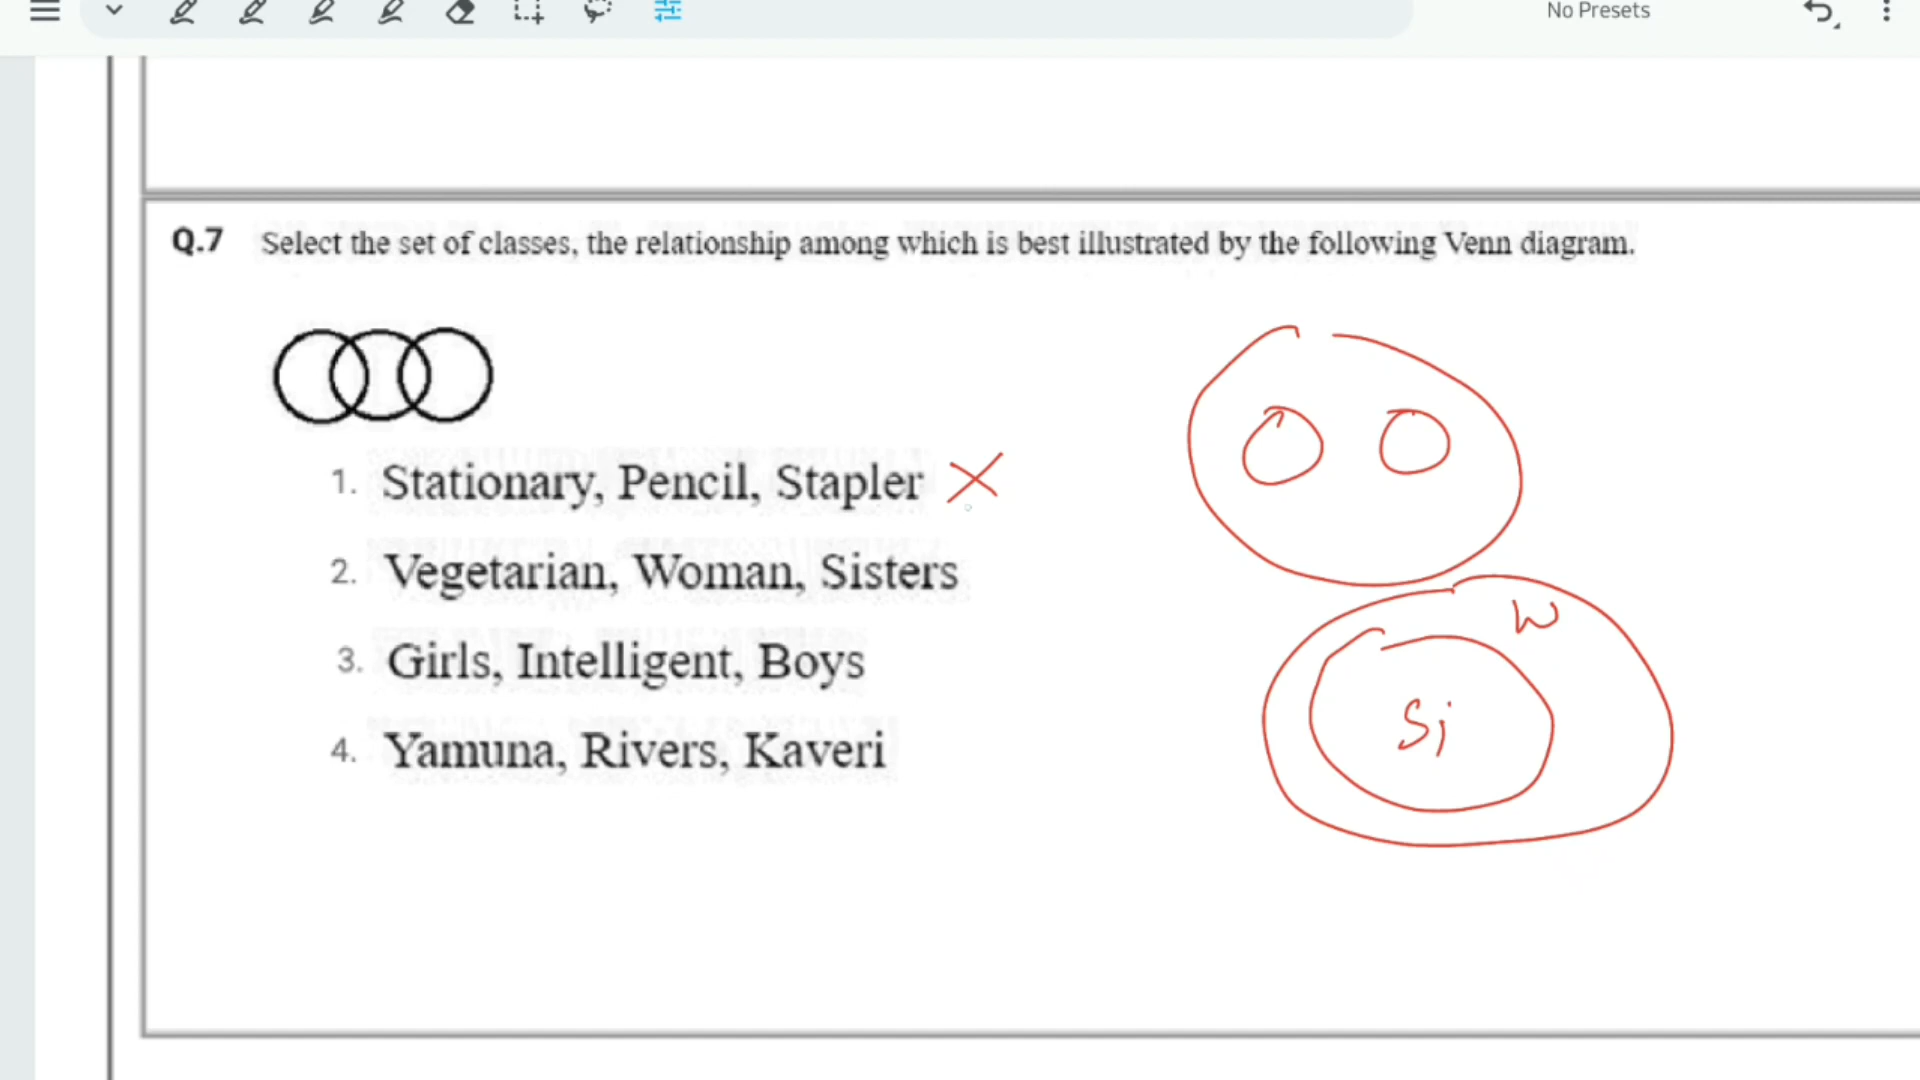 No Presets
Q.7 Select the set of classes, the relationship among which is best illustrated by the following Venn diagram.
1. Stationary, Pencil, Stapler
2. Vegetarian, Woman, Sisters
3. Girls, Intelligent, Boys
4. Yamuna, Rivers, Kaveri
W
Si